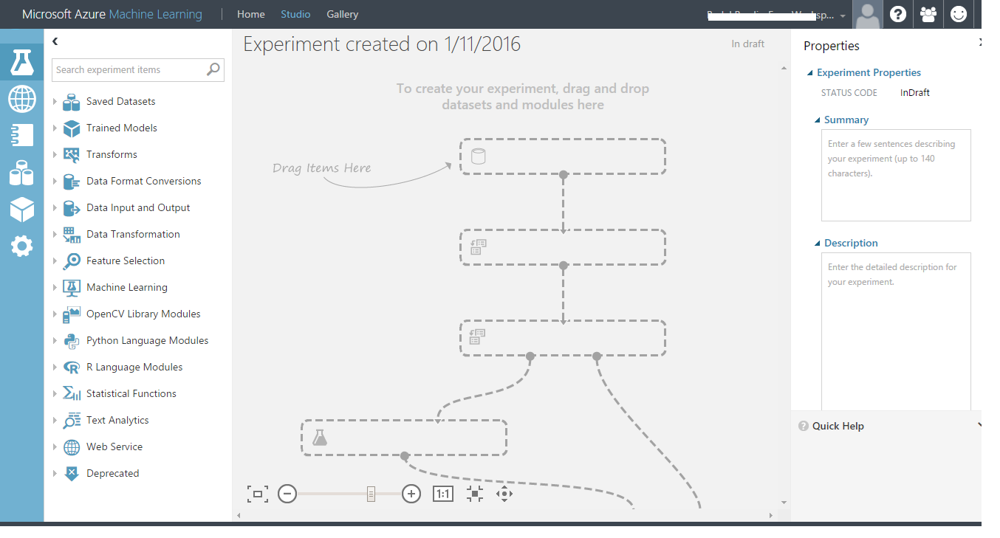 Microsoft Azure Machine Learning
Home Studio Gallery
sp...
Experiment created on 1/11/2016
In draft
Search experiment items
Saved Datasets
Trained Models
Transforms
Data Format Conversions
Data Input and Output
Data Transformation
Feature Selection
Machine Learning
OpenCV Library Modules
Python Language Modules
R Language Modules
Statistical Functions
Text Analytics
Web Service
Deprecated
To create your experiment, drag and drop
datasets and modules here
Drag Items Here
1:1
Properties
Experiment Properties
STATUS CODE InDraft
Summary
Enter a few sentences describing
your experiment (up to 140
characters).
Description
Enter the detailed description for
your experiment.
Quick Help